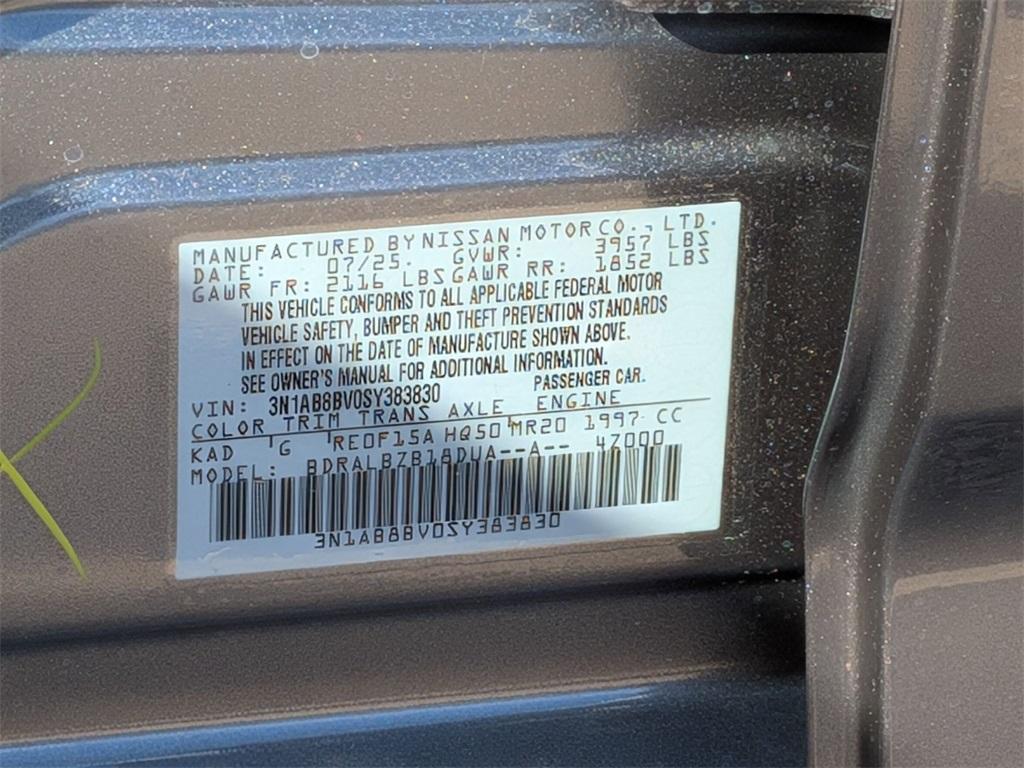 MANUFACTURED BY NISSAN MOTOR CO., LTD.
DATE: 07/25 GVWR: 3957 LBS
GAWR FR: 2116 LBS GAWR RR: 1852 LBS
THIS VEHICLE CONFORMS TO ALL APPLICABLE FEDERAL MOTOR
VEHICLE SAFETY, BUMPER AND THEFT PREVENTION STANDARDS
IN EFFECT ON THE DATE OF MANUFACTURE SHOWN ABOVE.
SEE OWNER'S MANUAL FOR ADDITIONAL INFORMATION.
PASSENGER CAR.
VIN: 3N1AB8BV0SY383830
COLOR TRIM TRANS AXLE ENGINE
KAD G RE0F15A HQ50 MR20 1997 CC
MODEL: BDRALBZB18DUA--A-- 47000
3N1AB8BV0SY383830